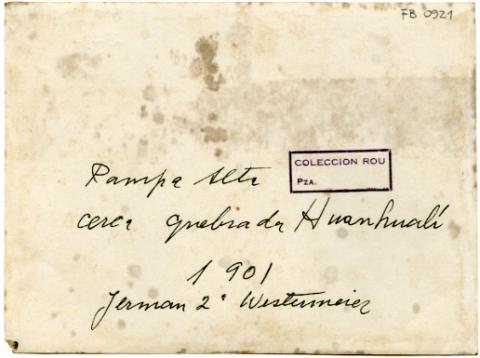 FB 0921
COLECCION ROU
Pza.
Pampa Alta
cerca quebrada Huanhualí
1901
Jerman 2° Westermeier